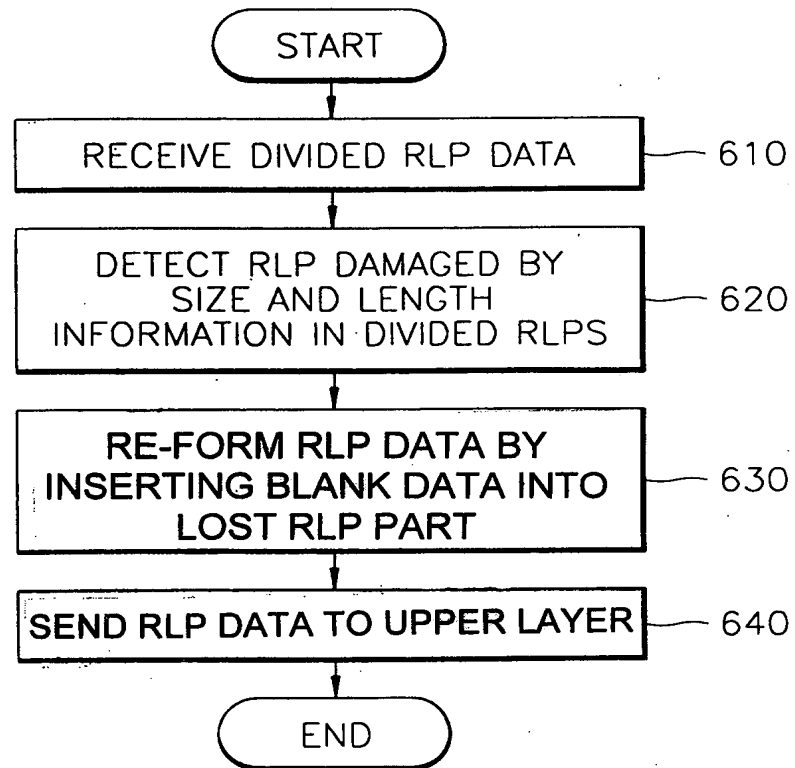 START
RECEIVE DIVIDED RLP DATA
610
DETECT RLP DAMAGED BY
SIZE AND LENGTH
INFORMATION IN DIVIDED RLPS
620
RE-FORM RLP DATA BY
INSERTING BLANK DATA INTO
LOST RLP PART
630
SEND RLP DATA TO UPPER LAYER
640
END